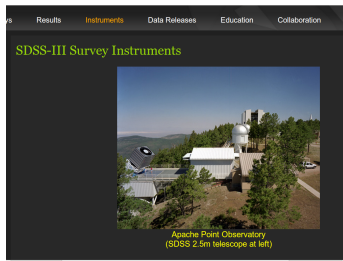 ys Results Instruments Data Releases Education Collaboration
SDSS-III Survey Instruments
Apache Point Observatory
(SDSS 2.5m telescope at left)